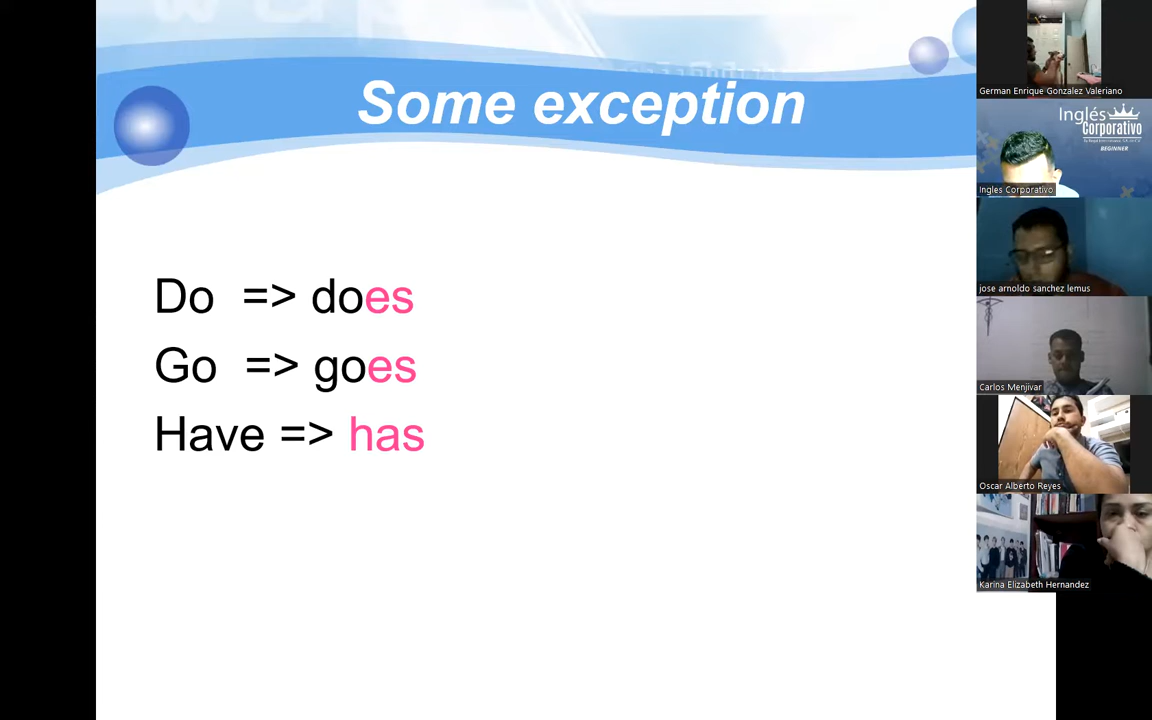 Some exception
Do => does
Go => goes
Have => has
German Enrique Gonzalez Valeriano
Inglés
Corporativo
BEGINNER
Ingles Corporativo
jose arnoldo sanchez lemus
Carlos Menjivar
Oscar Alberto Reyes
Karina Elizabeth Hernandez